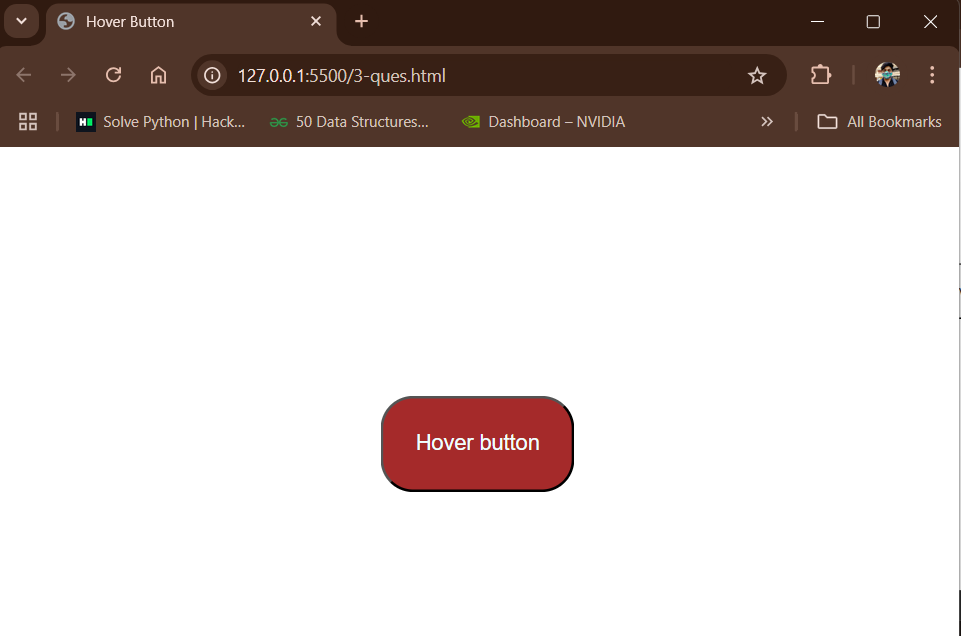 Hover Button
127.0.0.1:5500/3-ques.html
Solve Python | Hack... 50 Data Structures... Dashboard – NVIDIA All Bookmarks
Hover button